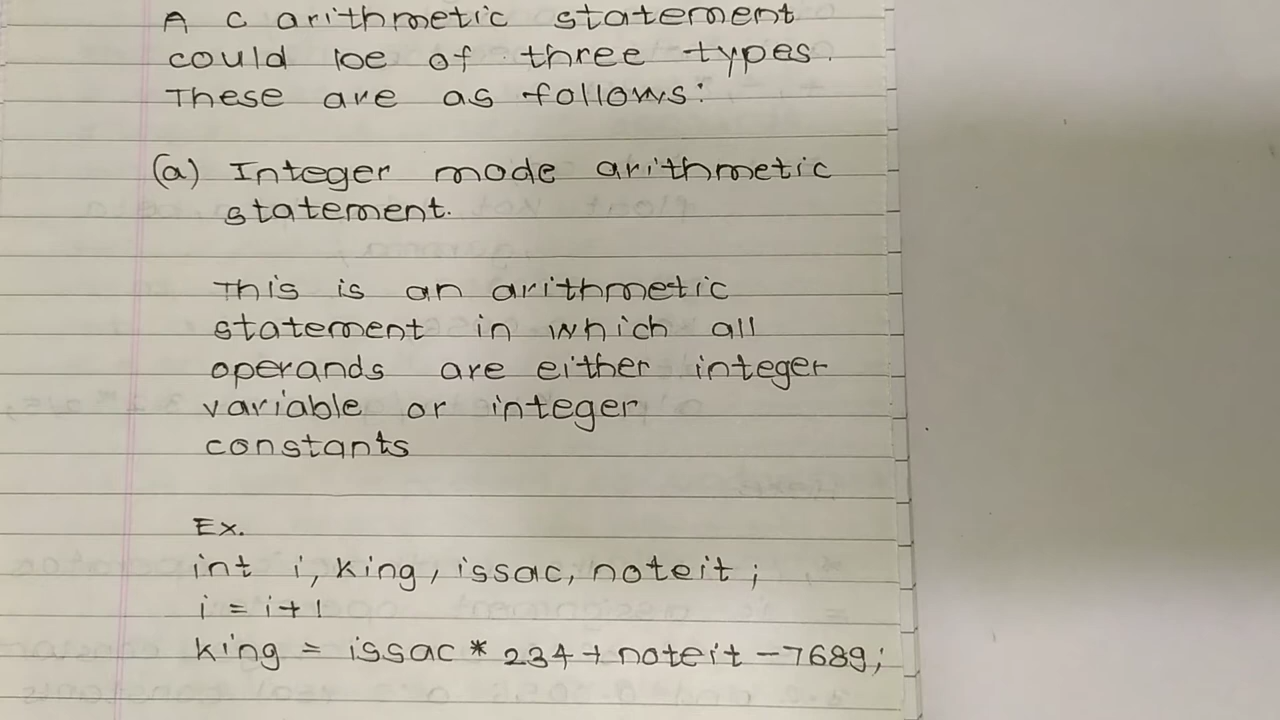 A c arithmetic statement
could be of three types.
These are as follows:
(a) Integer mode arithmetic
statement.
This is an arithmetic
statement in which all
operands are either integer
variable or integer
constants
Ex.
int i, king, issac, noteit;
i = i+1
king = issac * 234 + noteit - 7689;